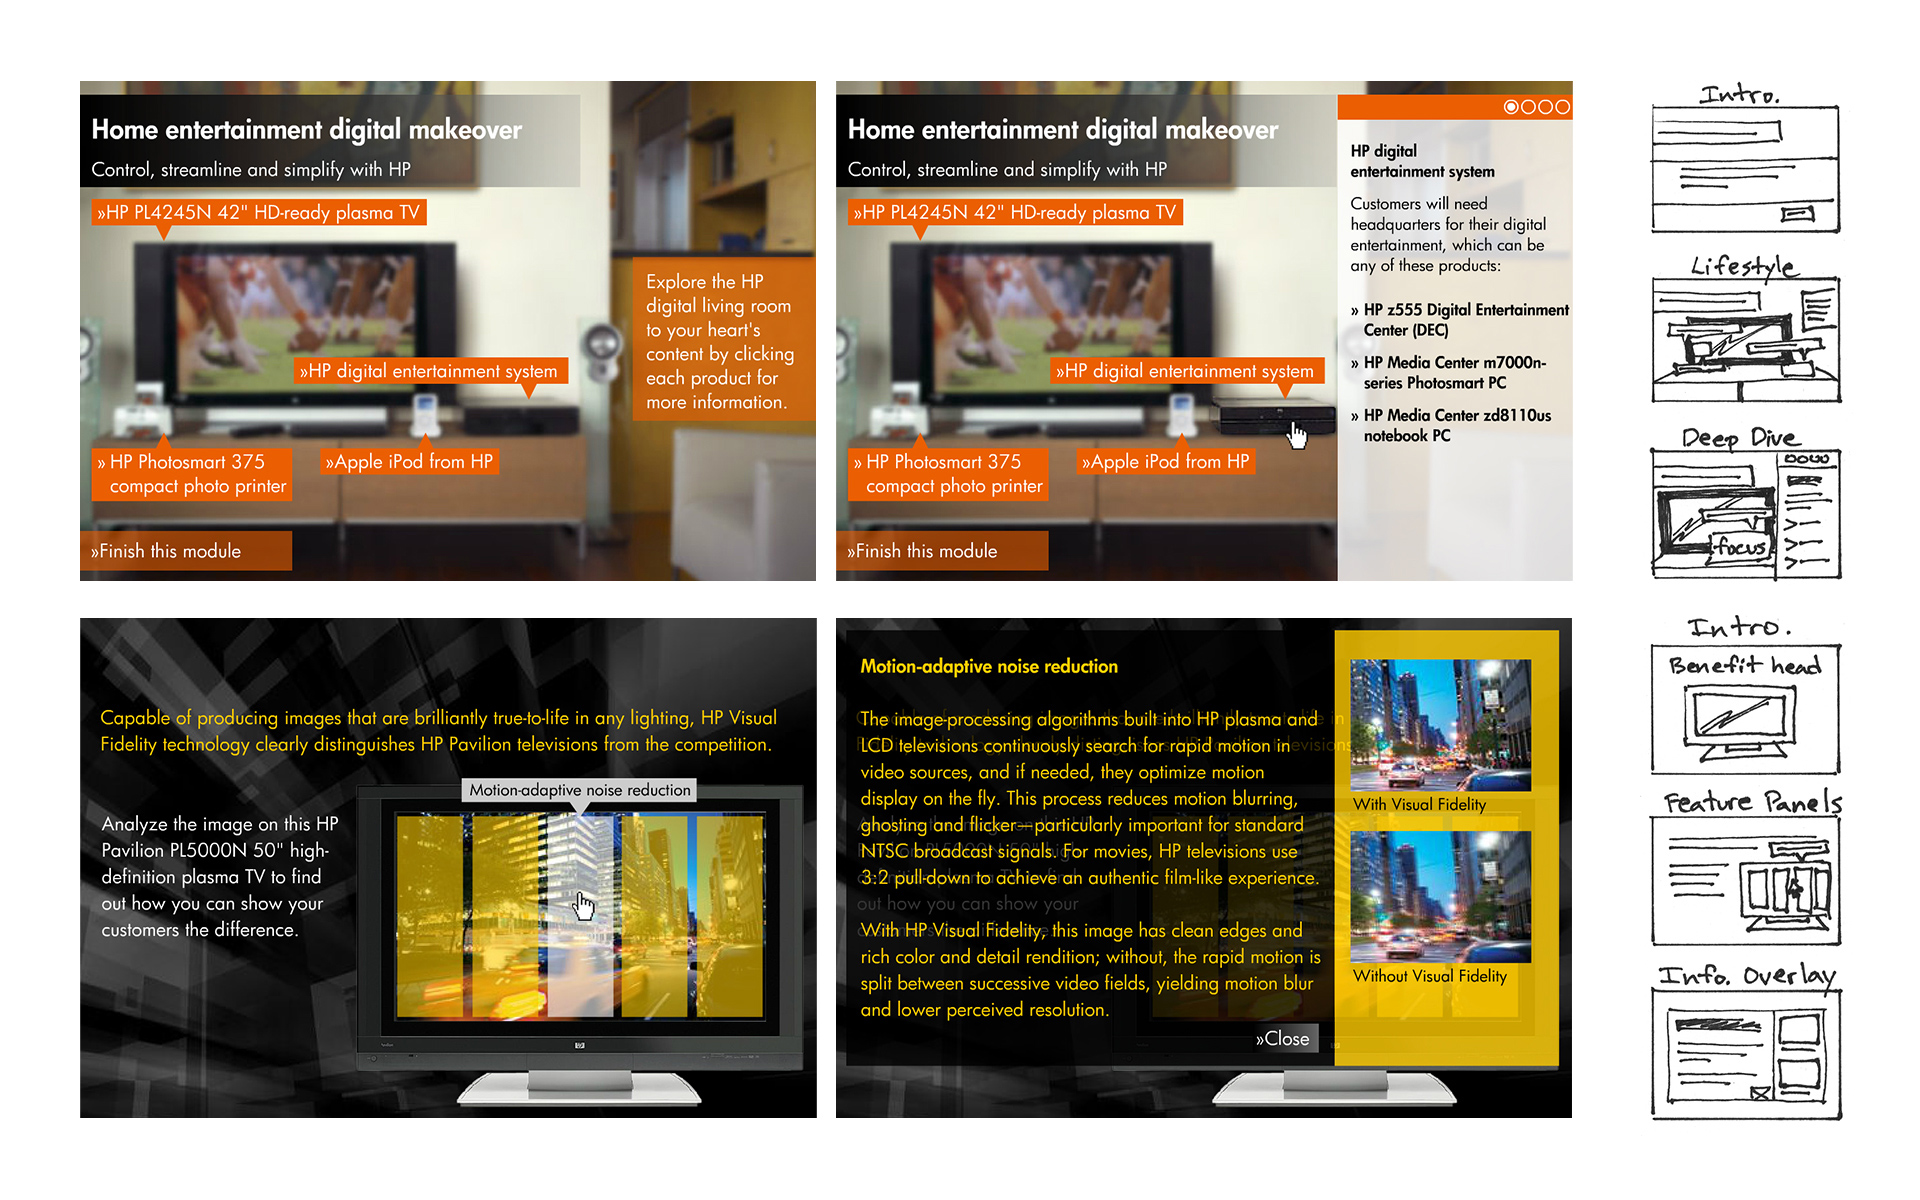 Home entertainment digital makeover
Control, streamline and simplify with HP
»HP PL4245N 42" HD-ready plasma TV
Explore the HP
digital living room
to your heart's
content by clicking
each product for
more information.
»HP digital entertainment system
» HP Photosmart 375
compact photo printer
»Apple iPod from HP
»Finish this module
Home entertainment digital makeover
Control, streamline and simplify with HP
»HP PL4245N 42" HD-ready plasma TV
»HP digital entertainment system
» HP Photosmart 375
compact photo printer
»Apple iPod from HP
»Finish this module
HP digital
entertainment system
Customers will need
headquarters for their digital
entertainment, which can be
any of these products:
» HP z555 Digital Entertainment
Center (DEC)
» HP Media Center m7000n-
series Photosmart PC
» HP Media Center zd8110us
notebook PC
Intro.
Lifestyle
Deep Dive
focus
Capable of producing images that are brilliantly true-to-life in any lighting, HP Visual
Fidelity technology clearly distinguishes HP Pavilion televisions from the competition.
Motion-adaptive noise reduction
Analyze the image on this HP
Pavilion PL5000N 50" high-
definition plasma TV to find
out how you can show your
customers the difference.
hp
Motion-adaptive noise reduction
The image-processing algorithms built into HP plasma and
LCD televisions continuously search for rapid motion in
video sources, and if needed, they optimize motion
display on the fly. This process reduces motion blurring,
ghosting and flicker—particularly important for standard
NTSC broadcast signals. For movies, HP televisions use
3:2 pull-down to achieve an authentic film-like experience.
With HP Visual Fidelity, this image has clean edges and
rich color and detail rendition; without, the rapid motion is
split between successive video fields, yielding motion blur
and lower perceived resolution.
»Close
With Visual Fidelity
Without Visual Fidelity
Intro.
Benefit head
Feature Panels
Info. Overlay